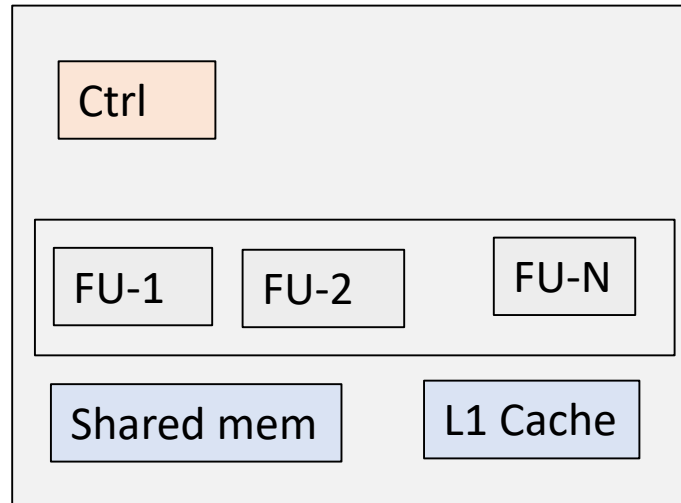 Ctrl
FU-1
FU-2
FU-N
Shared mem
L1 Cache